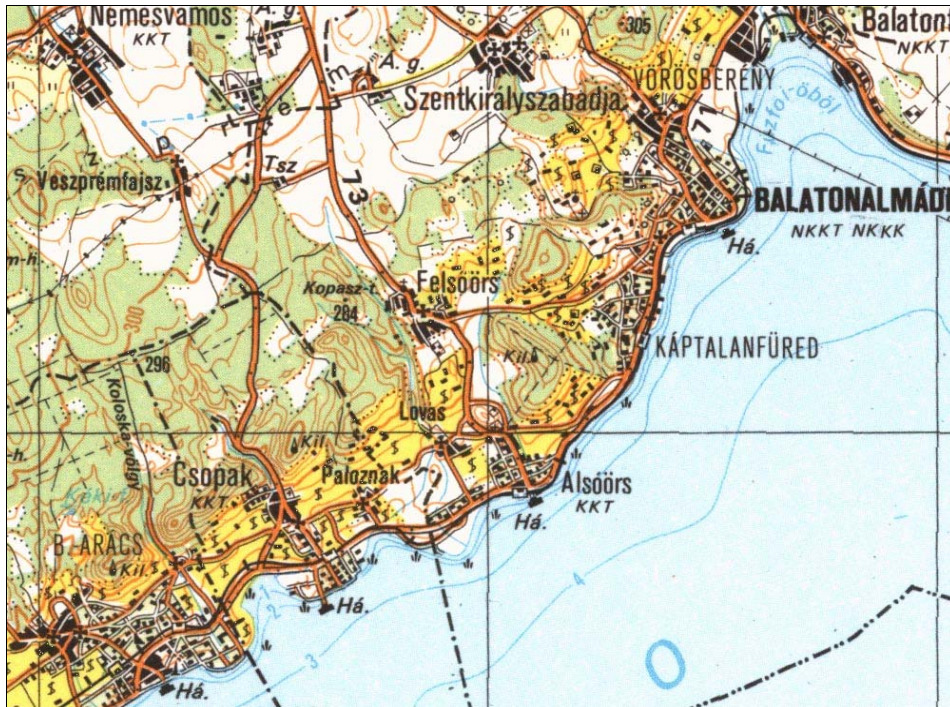 Nemesvámos
KKT
A. g.
305
Balaton
NKKT
A. g.
VÖRÖSBERÉNY
Szentkirályszabadja
71
Fűzfői-öböl
Tsz
73
Veszprémfajsz
BALATONALMÁDI
NKKT NKKK
Há.
m-h.
Kopasz-t.
284
Felsőörs
300
296
KÁPTALANFÜRED
Kil.
Koloska-völgy
Lovas
-h.
Kil.
Csopak
KKT
Paloznak
Alsóörs
KKT
Há.
B.-ARÁCS
Kil.
4
2
Há.
3
Há.